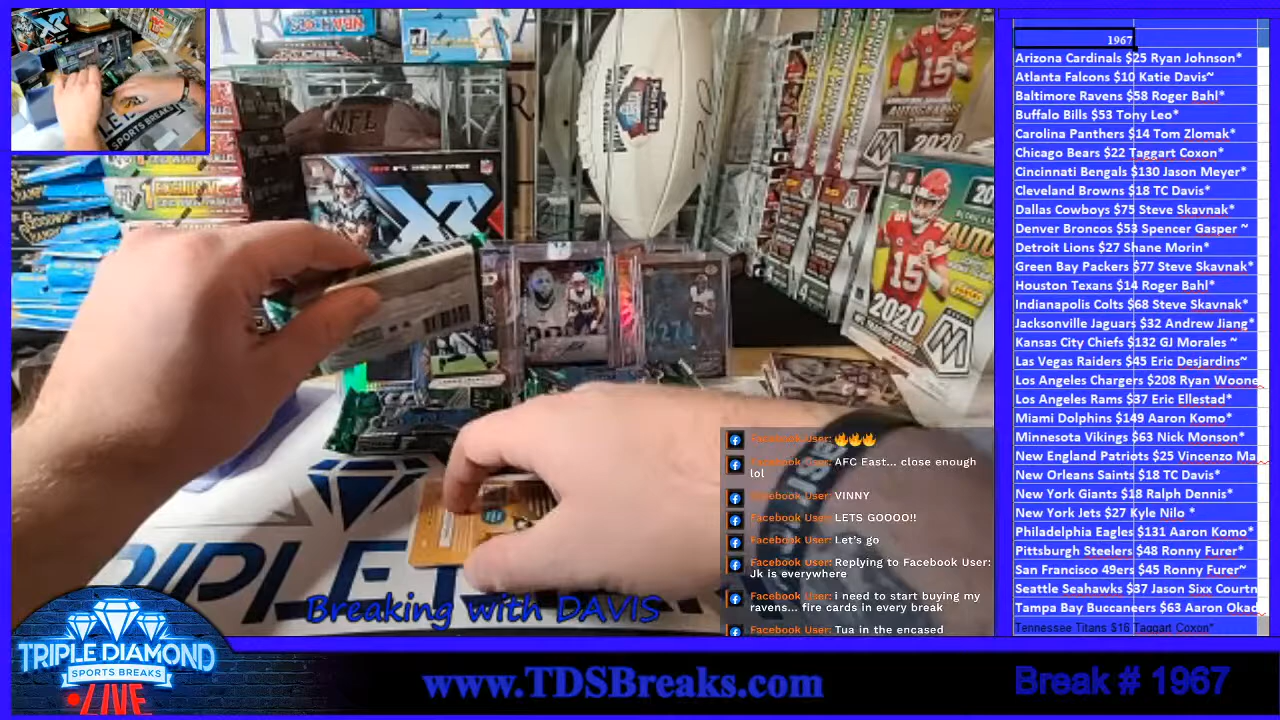 1967
Arizona Cardinals $25 Ryan Johnson*
Atlanta Falcons $10 Katie Davis~
Baltimore Ravens $58 Roger Bahl*
Buffalo Bills $53 Tony Leo*
Carolina Panthers $14 Tom Zlomak*
Chicago Bears $22 Taggart Coxon*
Cincinnati Bengals $130 Jason Meyer*
Cleveland Browns $18 TC Davis*
Dallas Cowboys $75 Steve Skavnak*
Denver Broncos $53 Spencer Gasper ~
Detroit Lions $27 Shane Morin*
Green Bay Packers $77 Steve Skavnak*
Houston Texans $14 Roger Bahl*
Indianapolis Colts $68 Steve Skavnak*
Jacksonville Jaguars $32 Andrew Jiang*
Kansas City Chiefs $132 GJ Morales ~
Las Vegas Raiders $45 Eric Desjardins~
Los Angeles Chargers $208 Ryan Woone
Los Angeles Rams $37 Eric Ellestad*
Miami Dolphins $149 Aaron Komo*
Minnesota Vikings $63 Nick Monson*
New England Patriots $25 Vincenzo Ma
New Orleans Saints $18 TC Davis*
New York Giants $18 Ralph Dennis*
New York Jets $27 Kyle Nilo *
Philadelphia Eagles $131 Aaron Komo*
Pittsburgh Steelers $48 Ronny Furer*
San Francisco 49ers $45 Ronny Furer~
Seattle Seahawks $37 Jason Six Courtn
Tampa Bay Buccaneers $63 Aaron Okad
Tennessee Titans $16 Taggart Coxon*
NFL
XR
15
2020
15
2020
AUTO
Facebook User: 🔥🔥🔥
Facebook User: AFC East... close enough
lol
Facebook User: VINNY
Facebook User: LETS GOOOO!!
Facebook User: Let's go
Facebook User: Replying to Facebook User:
Jk is everywhere
Facebook User: i need to start buying my
ravens... fire cards in every break
Facebook User: Tua in the encased
TRIPLE
Breaking with DAVIS
TRIPLE DIAMOND
SPORTS BREAKS
LIVE
www.TDSBreaks.com
Break # 1967